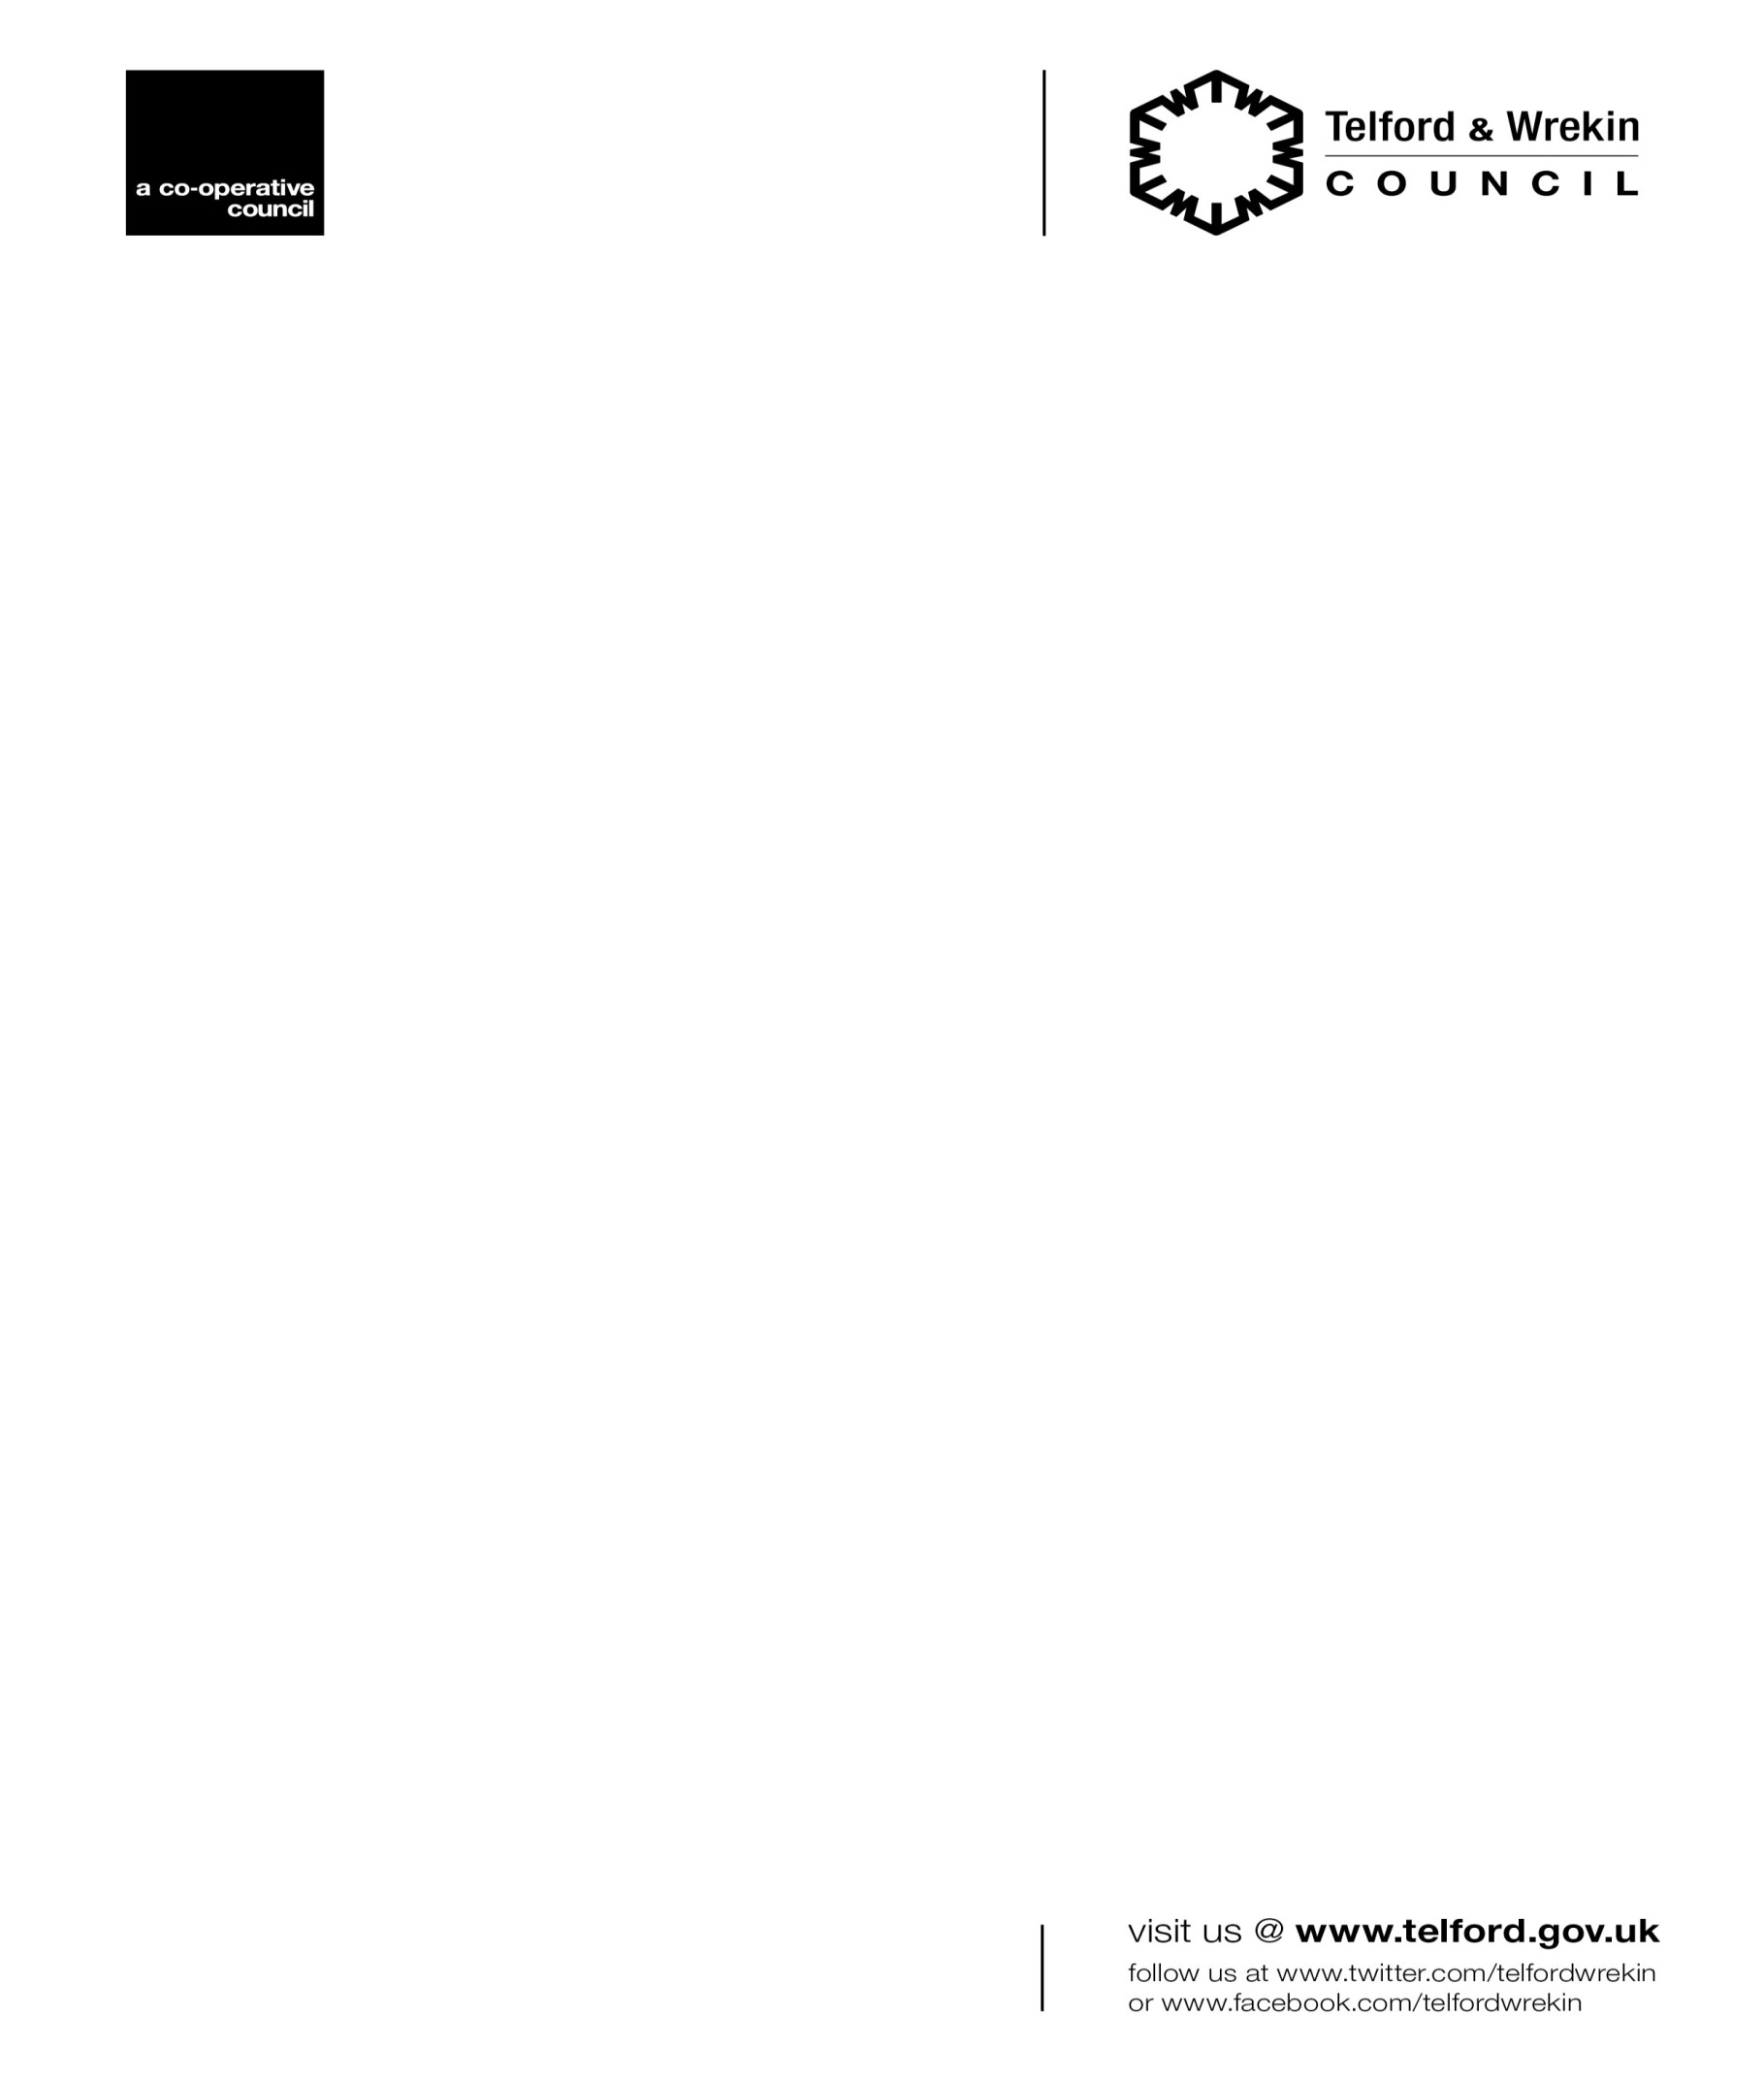 a co-operative
council
Telford & Wrekin
COUNCIL
visit us @ www.telford.gov.uk
follow us at www.twitter.com/telfordwrekin
or www.facebook.com/telfordwrekin